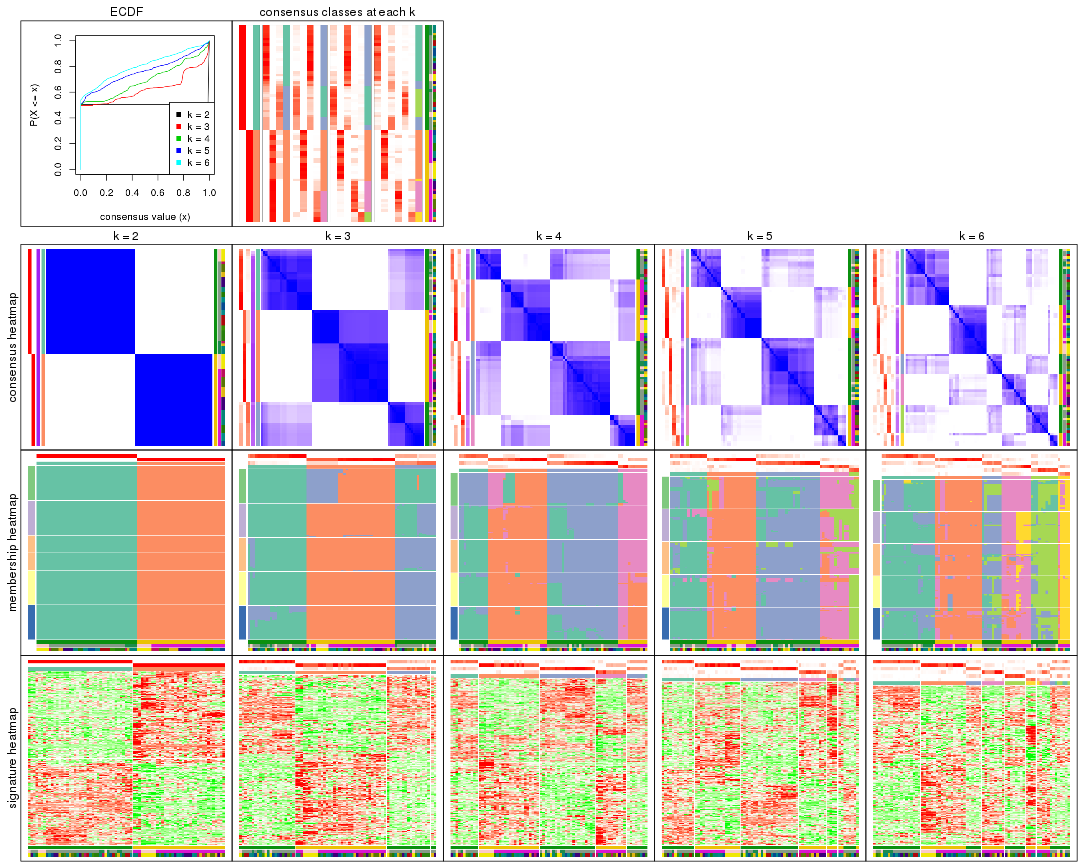 ECDF
consensus classes at each k
P(X <= x)
0.0 0.2 0.4 0.6 0.8 1.0
k = 2
k = 3
k = 4
k = 5
k = 6
0.0 0.2 0.4 0.6 0.8 1.0
consensus value (x)
k = 2
k = 3
k = 4
k = 5
k = 6
consensus heatmap
membership heatmap
signature heatmap